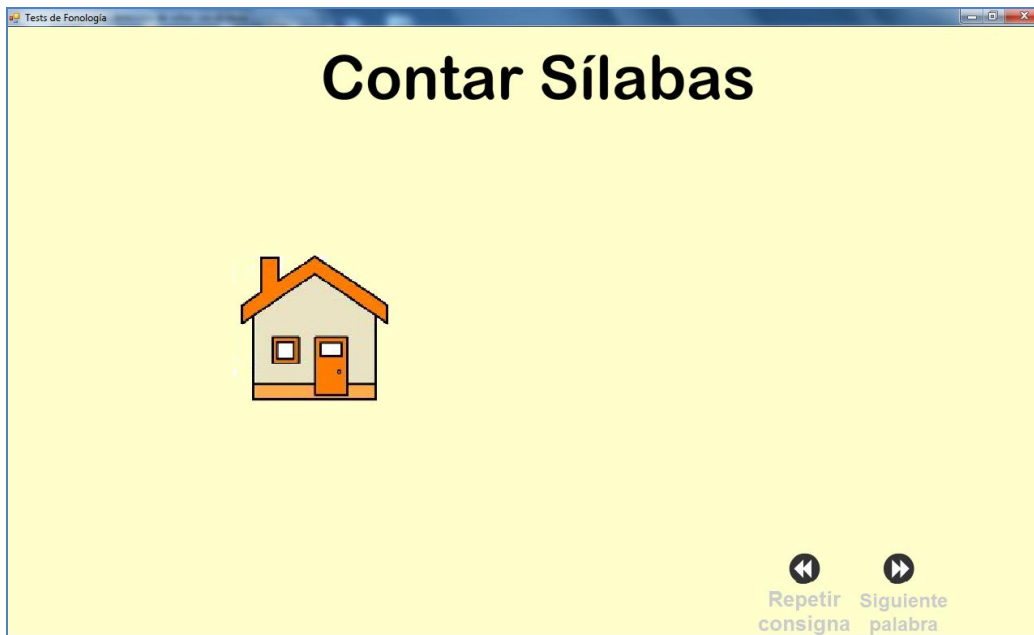 Tests de Fonología
Contar Sílabas
Repetir
consigna
Siguiente
palabra